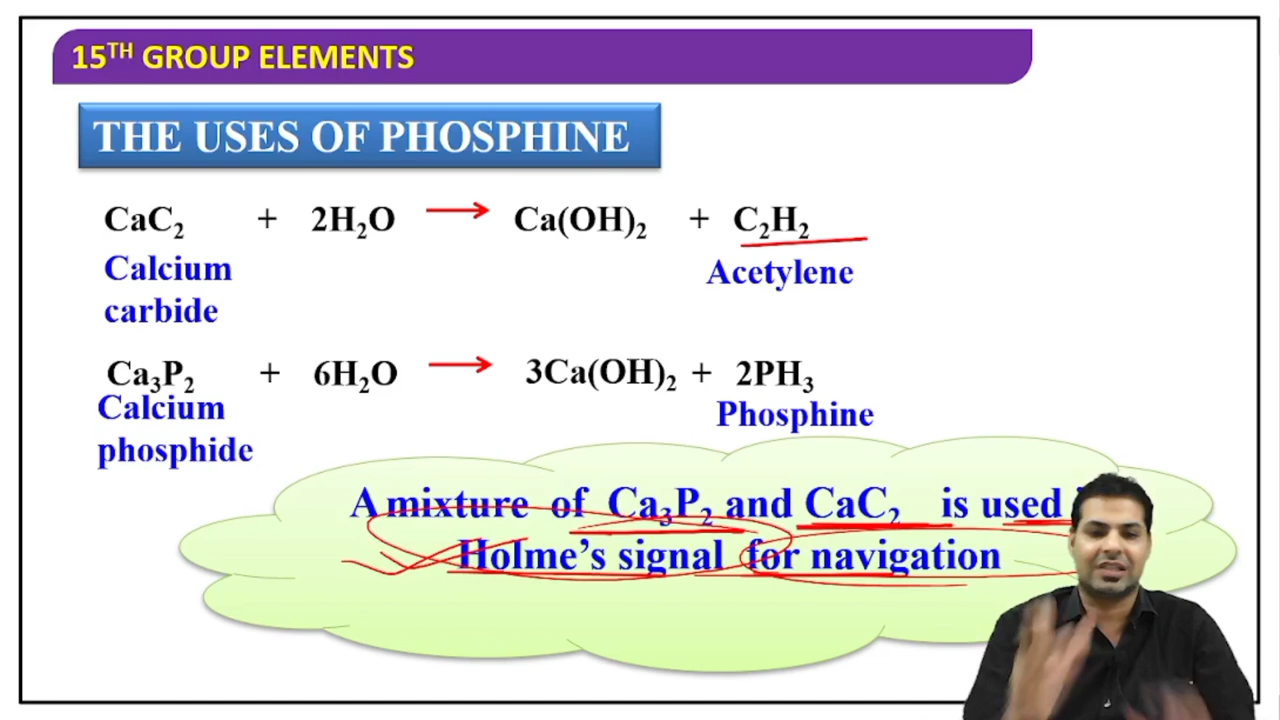 15TH GROUP ELEMENTS
THE USES OF PHOSPHINE
CaC2 + 2H2O → Ca(OH)2 + C2H2
Calcium carbide
Acetylene
Ca3P2 + 6H2O → 3Ca(OH)2 + 2PH3
Calcium phosphide
Phosphine
A mixture of Ca3P2 and CaC2 is used
Holme's signal for navigation